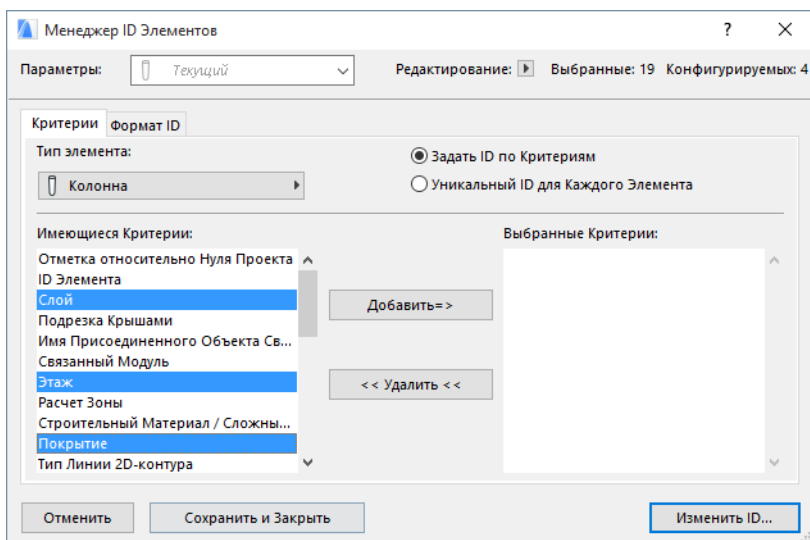 Менеджер ID Элементов ?
Параметры: Текущий Редактирование: Выбранные: 19 Конфигурируемых: 4
Критерии Формат ID
Тип элемента:
Задать ID по Критериям
Колонна
Уникальный ID для Каждого Элемента
Имеющиеся Критерии:
Выбранные Критерии:
Отметка относительно Нуля Проекта
ID Элемента
Слой
Подрезка Крышами
Имя Присоединенного Объекта Св...
Связанный Модуль
Этаж
Расчет Зоны
Строительный Материал / Сложны...
Покрытие
Тип Линии 2D-контура
Добавить=>
<< Удалить <<
Отменить Сохранить и Закрыть Изменить ID...